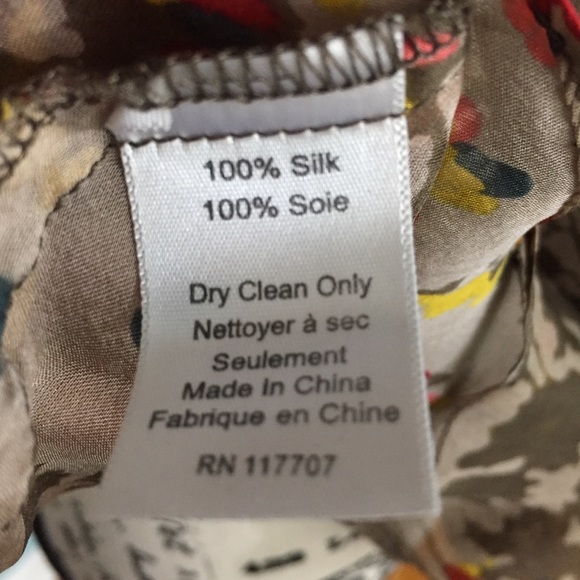 100% Silk
100% Soie
Dry Clean Only
Nettoyer à sec
Seulement
Made In China
Fabrique en Chine
RN 117707